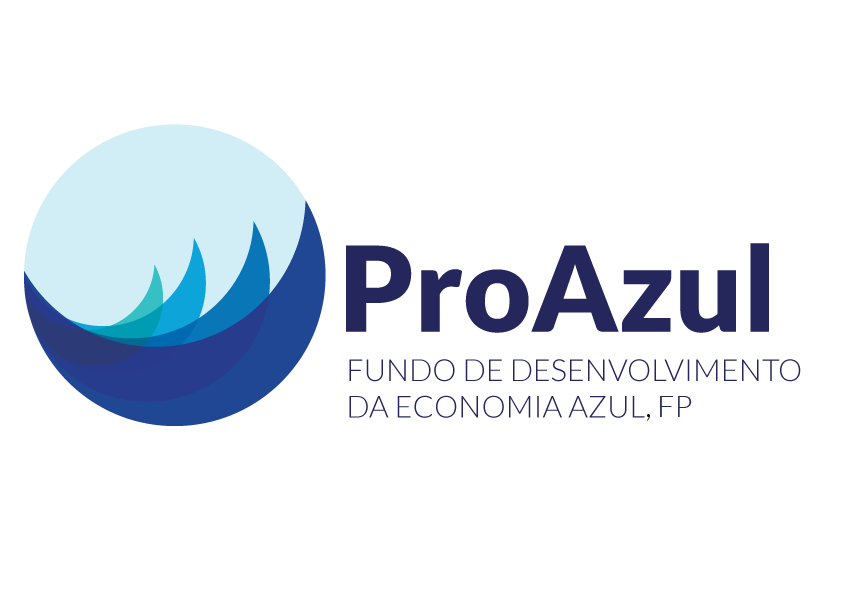 ProAzul
FUNDO DE DESENVOLVIMENTO
DA ECONOMIA AZUL, FP